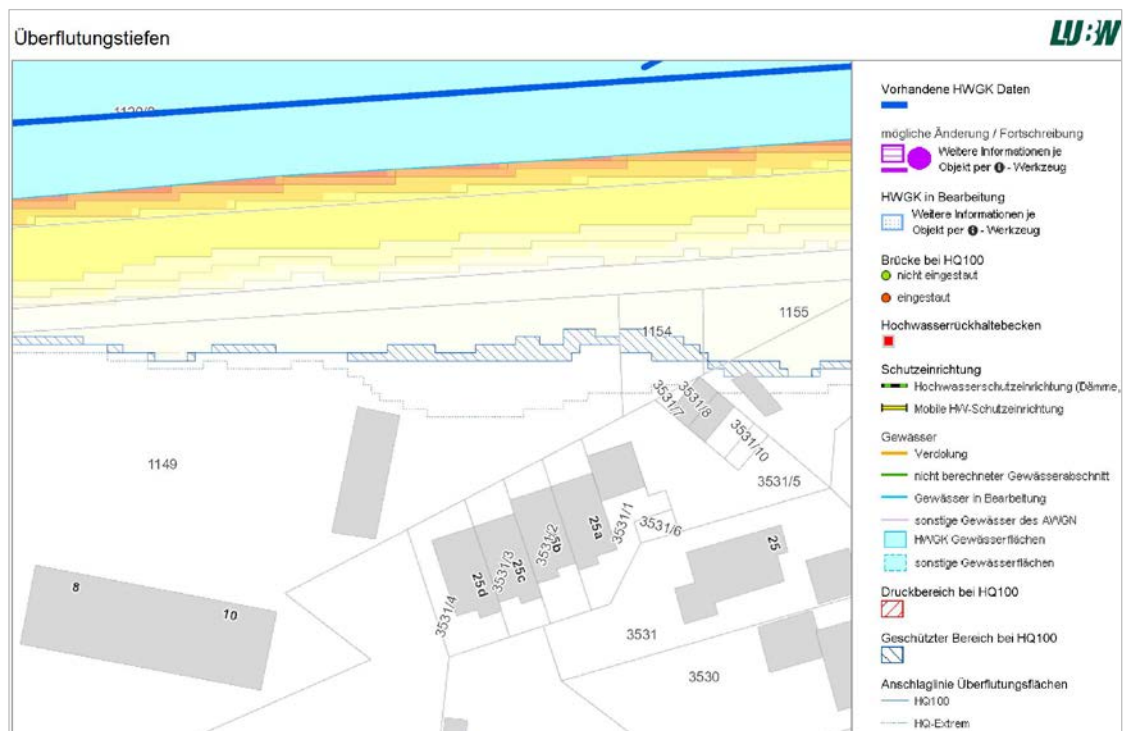 Überflutungstiefen
LUBW
Vorhandene HWGK Daten
mögliche Änderung / Fortschreibung
Weitere Informationen je
Objekt per i - Werkzeug
HWGK in Bearbeitung
Weitere Informationen je
Objekt per i - Werkzeug
Brücke bei HQ100
nicht eingestaut
eingestaut
Hochwasserrückhaltebecken
Schutzeinrichtung
Hochwasserschutzeinrichtung (Dämme,
Mobile HW-Schutzeinrichtung
Gewässer
Verdolung
nicht berechneter Gewässerabschnitt
Gewässer in Bearbeitung
sonstige Gewässer des AWGN
HWGK Gewässerflächen
sonstige Gewässerflächen
Druckbereich bei HQ100
Geschützter Bereich bei HQ100
Anschlaglinie Überflutungsflächen
HQ100
HQ-Extrem
1155
1154
3531/7
3531/8
3531/10
1149
3531/5
3531/1
3531/6
25a
3531/2
25c
3531/3
25d
3531/4
25
8
10
3531
3530